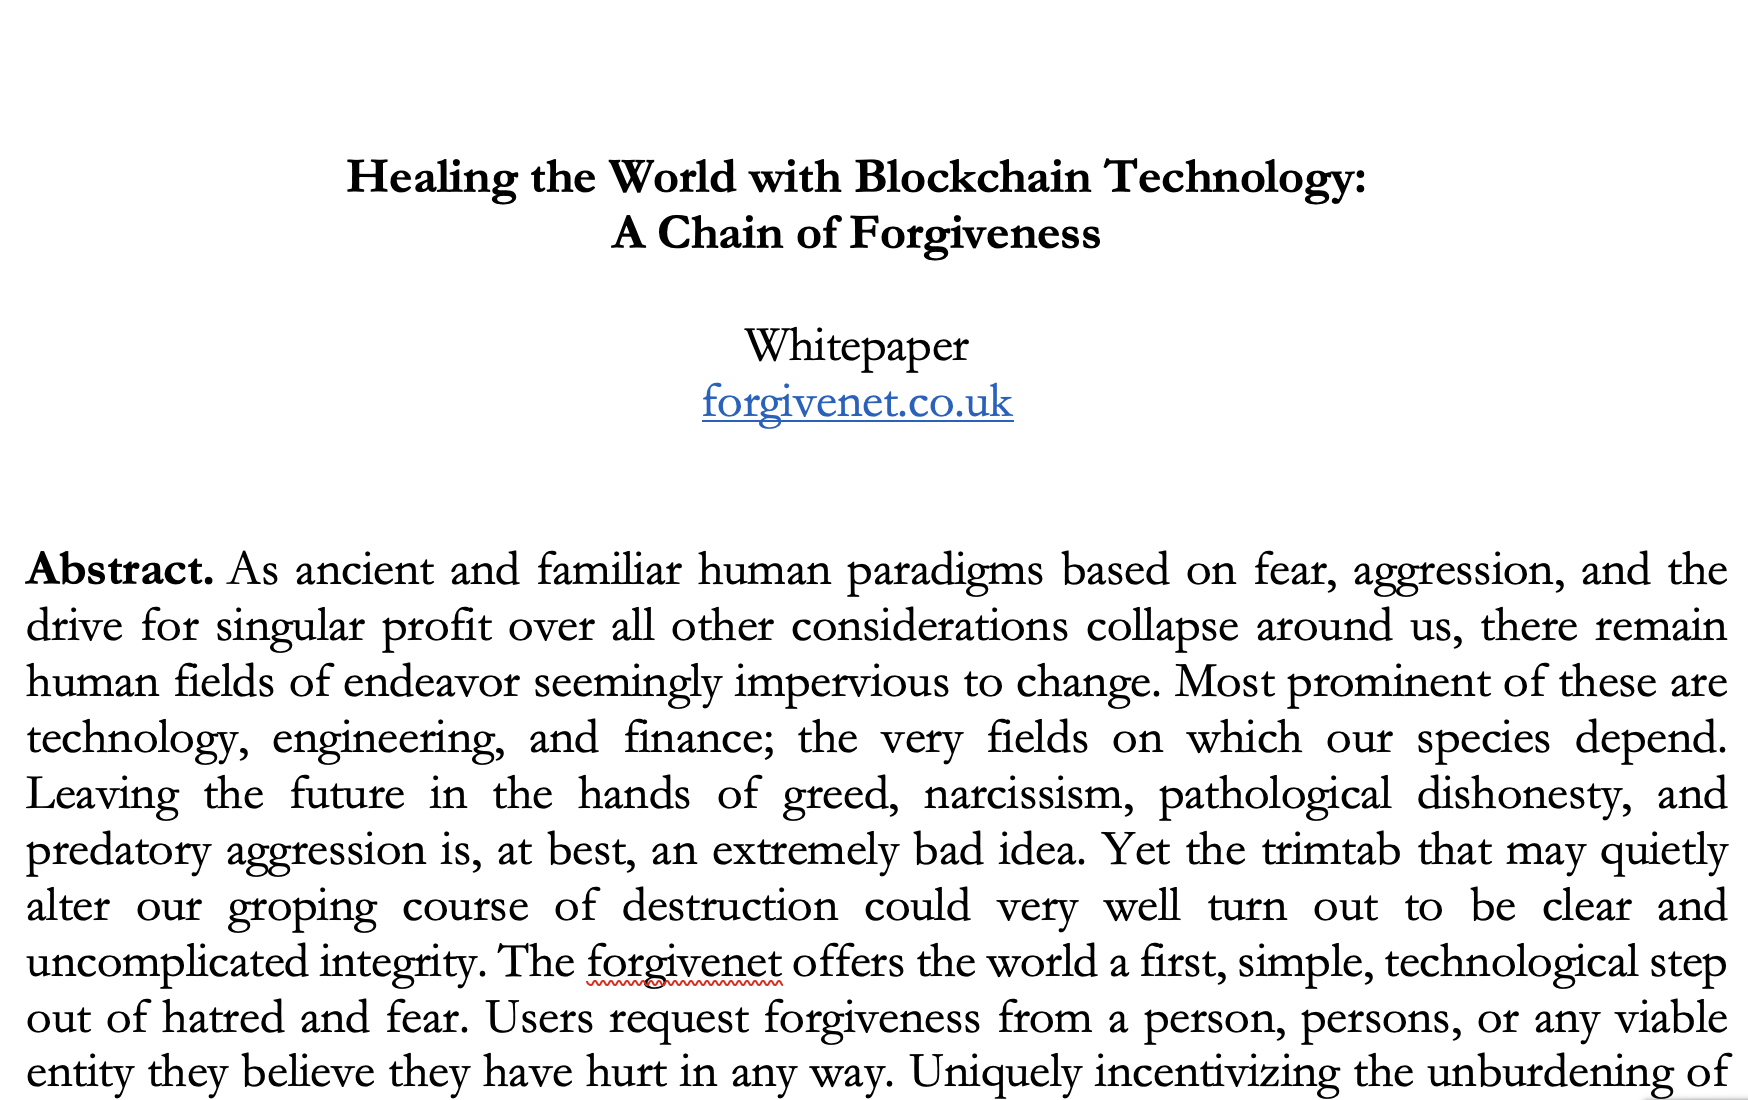 Healing the World with Blockchain Technology:
A Chain of Forgiveness
Whitepaper
forgivenet.co.uk
Abstract. As ancient and familiar human paradigms based on fear, aggression, and the
drive for singular profit over all other considerations collapse around us, there remain
human fields of endeavor seemingly impervious to change. Most prominent of these are
technology, engineering, and finance; the very fields on which our species depend.
Leaving the future in the hands of greed, narcissism, pathological dishonesty, and
predatory aggression is, at best, an extremely bad idea. Yet the trimtab that may quietly
alter our groping course of destruction could very well turn out to be clear and
uncomplicated integrity. The forgivenet offers the world a first, simple, technological step
out of hatred and fear. Users request forgiveness from a person, persons, or any viable
entity they believe they have hurt in any way. Uniquely incentivizing the unburdening of